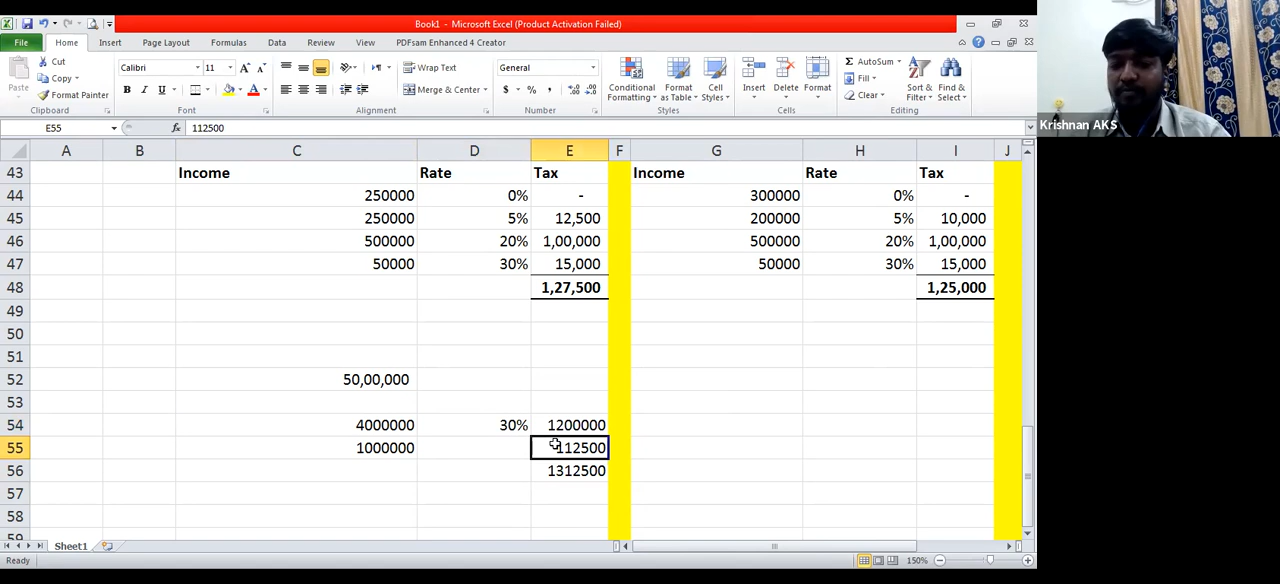 Book1 - Microsoft Excel (Product Activation Failed)
File Home Insert Page Layout Formulas Data Review View PDFsam Enhanced 4 Creator
Paste
Cut
Copy
Format Painter
Clipboard
Calibri 11
B I U
Font
Wrap Text
Merge & Center
Alignment
General
$ % ,
Number
Conditional Formatting
Format as Table
Cell Styles
Styles
Insert Delete Format
Cells
AutoSum
Fill
Clear
Sort & Filter
Find & Select
Editing
Krishnan AKS
E55 fx 112500
A B C D E F G H I J
43 Income Rate Tax Income Rate Tax
44 250000 0% - 300000 0% -
45 250000 5% 12,500 200000 5% 10,000
46 500000 20% 1,00,000 500000 20% 1,00,000
47 50000 30% 15,000 50000 30% 15,000
48 1,27,500 1,25,000
49
50
51
52 50,00,000
53
54 4000000 30% 1200000
55 1000000 112500
56 1312500
57
58
59
Sheet1
Ready 150%